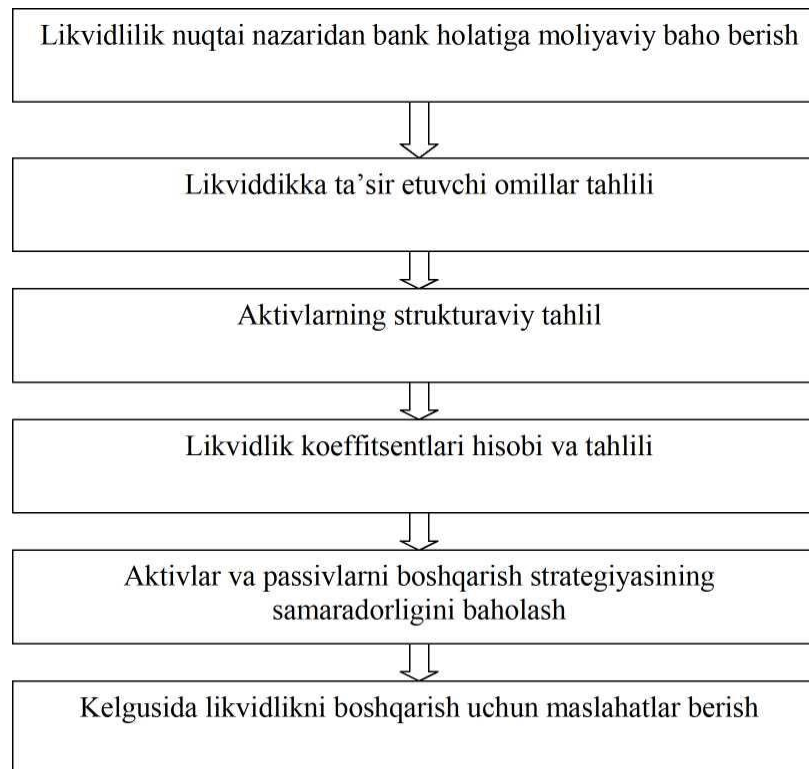 Likvidlilik nuqtai nazaridan bank holatiga moliyaviy baho berish
Likviddikka ta’sir etuvchi omillar tahlili
Aktivlarning strukturaviy tahlil
Likvidlik koeffitsentlari hisobi va tahlili
Aktivlar va passivlarni boshqarish strategiyasining
samaradorligini baholash
Kelgusida likvidlikni boshqarish uchun maslahatlar berish